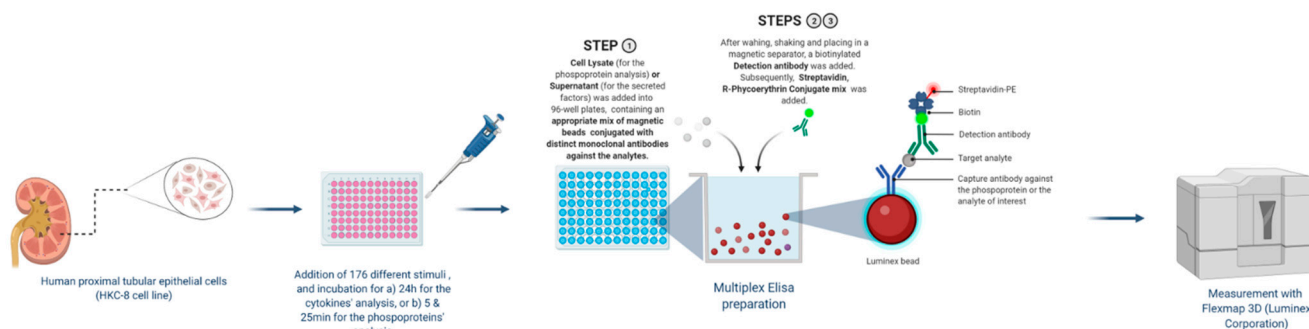 STEP 1
Cell Lysate (for the
phospoprotein analysis) or
Supernatant (for the secreted
factors) was added into
96-well plates, containing an
appropriate mix of magnetic
beads conjugated with
distinct monoclonal antibodies
against the analytes.
STEPS 2 3
After wahing, shaking and placing in a
magnetic separator, a biotinylated
Detection antibody was added.
Subsequently, Streptavidin,
R-Phycoerythrin Conjugate mix was
added.
Streptavidin-PE
Biotin
Detection antibody
Target analyte
Capture antibody against
the phospoprotein or the
analyte of interest
Luminex bead
Human proximal tubular epithelial cells
(HKC-8 cell line)
Addition of 176 different stimuli ,
and incubation for a) 24h for the
cytokines' analysis, or b) 5 &
25min for the phospoproteins'
Multiplex Elisa
preparation
Measurement with
Flexmap 3D (Luminex
Corporation)